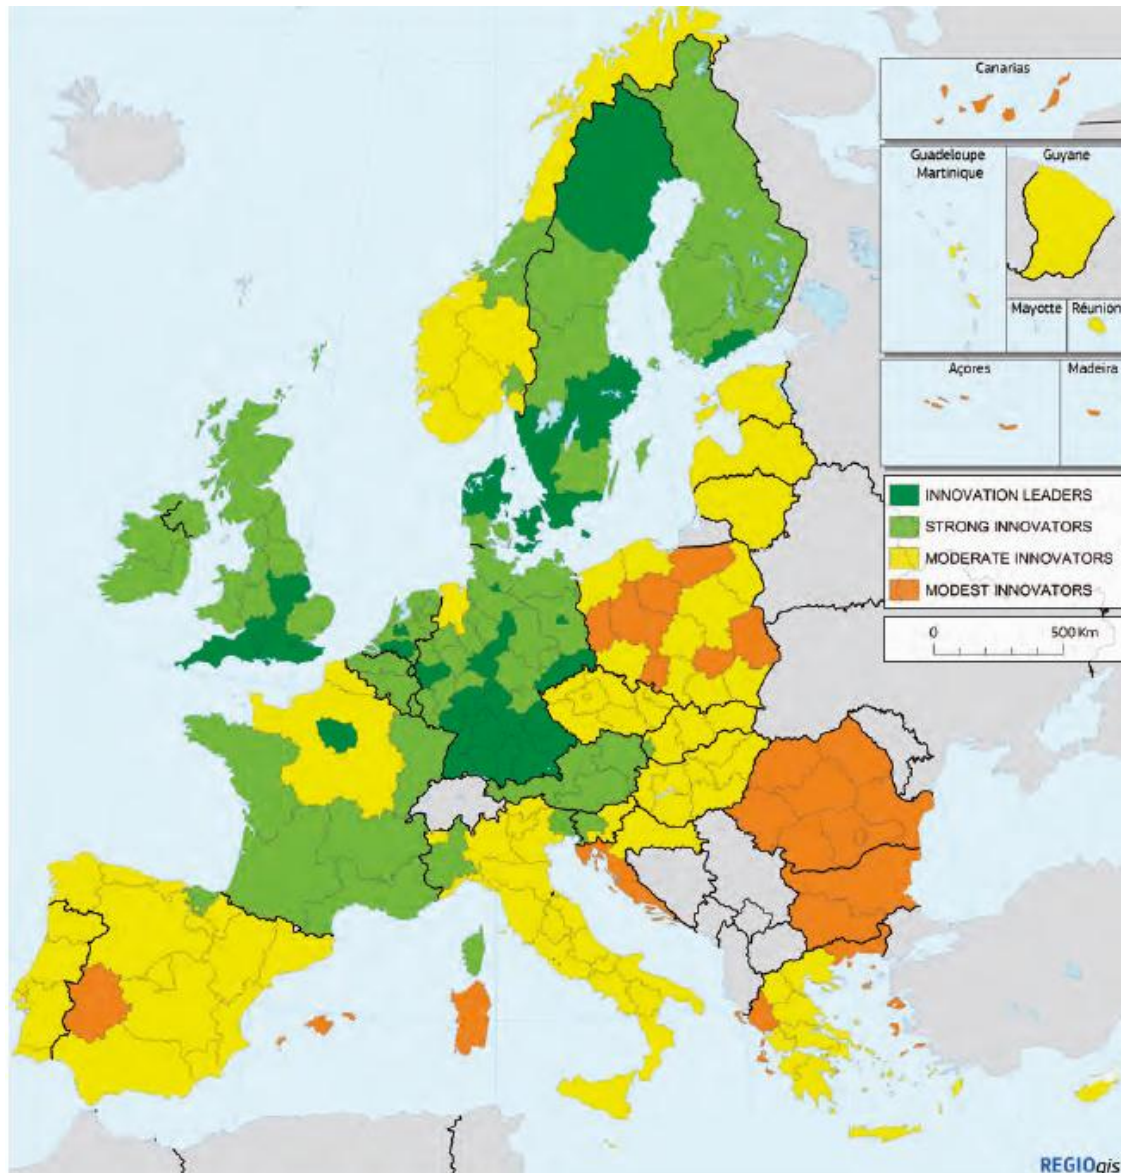 Canarias
Guadeloupe
Martinique
Guyane
Mayotte
Réunion
Açores
Madeira
INNOVATION LEADERS
STRONG INNOVATORS
MODERATE INNOVATORS
MODEST INNOVATORS
0 500 Km
REGIOgis